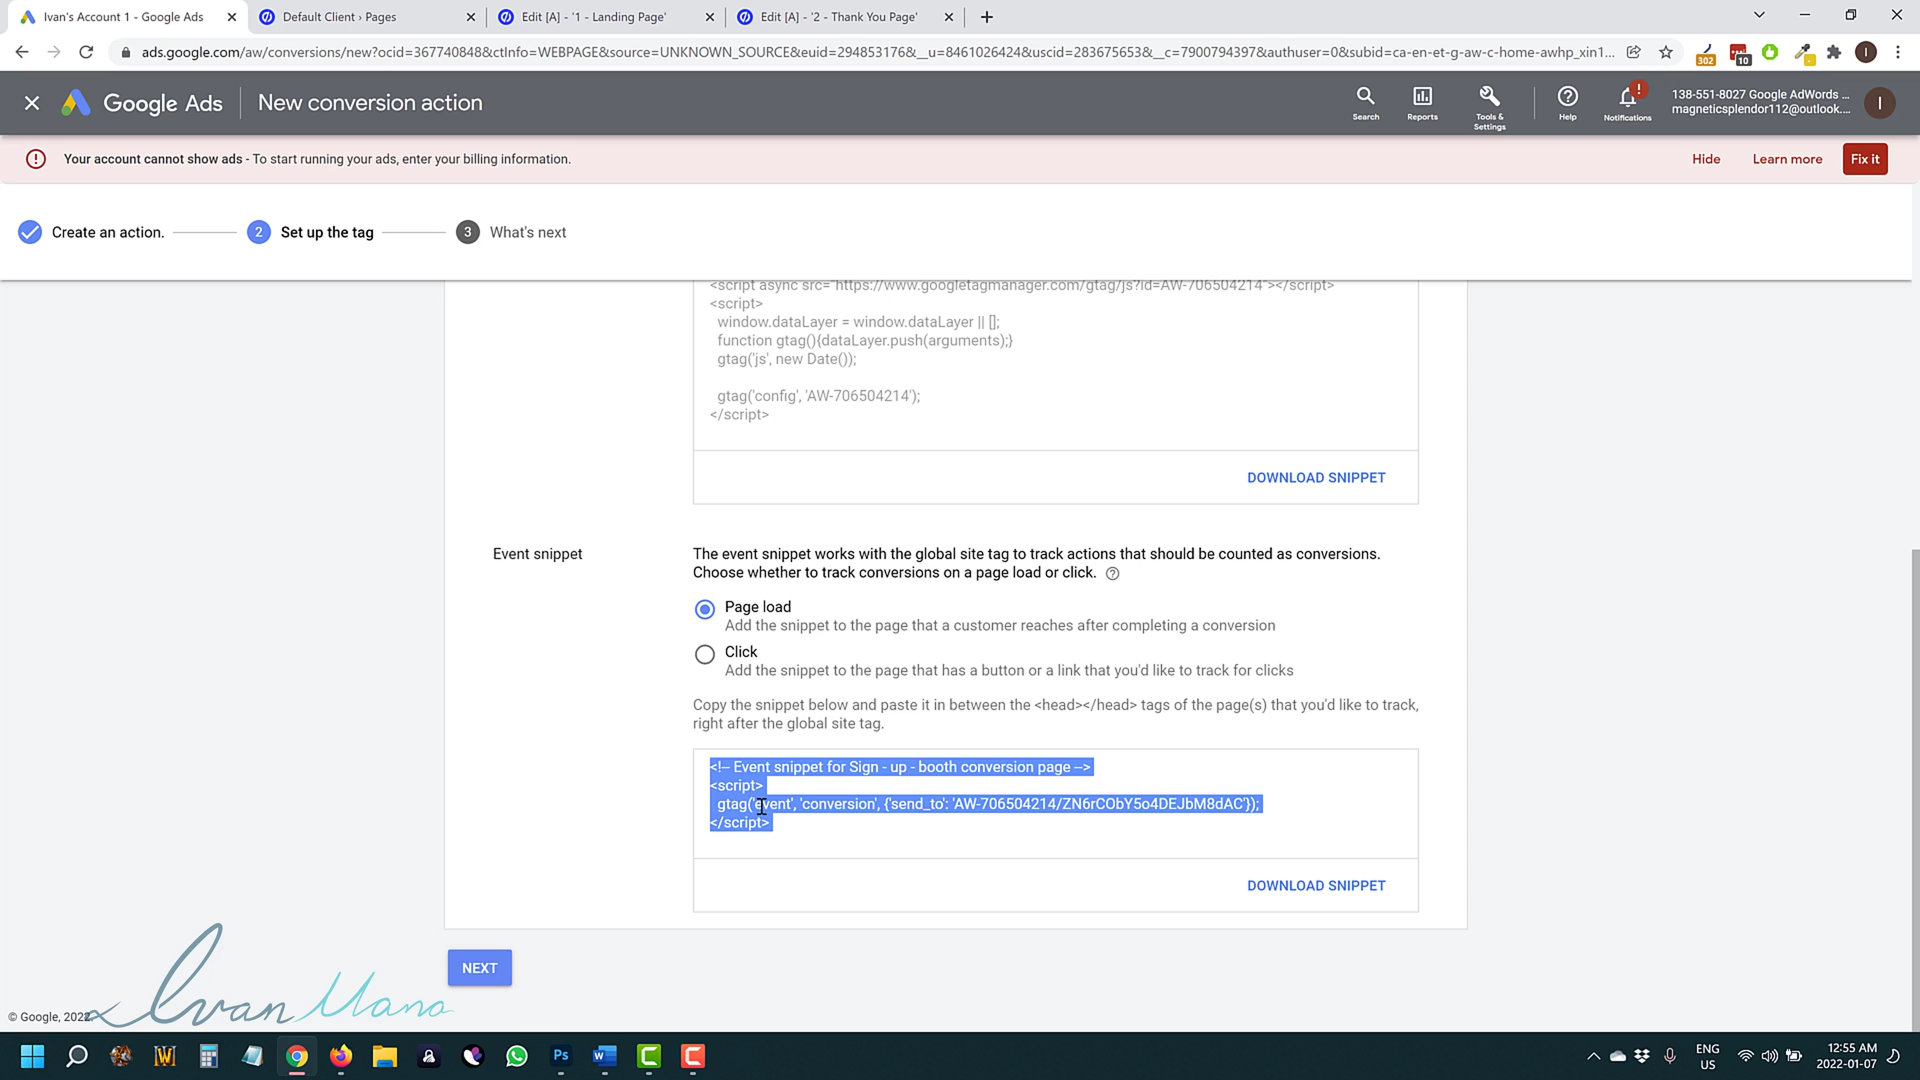 Ivan's Account 1 - Google Ads
Default Client › Pages
Edit [A] - '1 - Landing Page'
Edit [A] - '2 - Thank You Page'
ads.google.com/aw/conversions/new?ocid=367740848&ctInfo=WEBPAGE&source=UNKNOWN_SOURCE&euid=294853176&__u=8461026424&uscid=283675653&__c=7900794397&authuser=0&subid=ca-en-et-g-aw-c-home-awhp_xin1...
302
10
I
Google Ads
New conversion action
Search
Reports
Tools & Settings
Help
!
Notifications
138-551-8027 Google AdWords ...
magneticsplendor112@outlook....
I
Your account cannot show ads - To start running your ads, enter your billing information.
Hide
Learn more
Fix it
Create an action.
2
Set up the tag
3
What's next
<script async src="https://www.googletagmanager.com/gtag/js?id=AW-706504214"></script>
<script>
window.dataLayer = window.dataLayer || [];
function gtag(){dataLayer.push(arguments);}
gtag('js', new Date());
gtag('config', 'AW-706504214');
</script>
DOWNLOAD SNIPPET
Event snippet
The event snippet works with the global site tag to track actions that should be counted as conversions.
Choose whether to track conversions on a page load or click.
Page load
Add the snippet to the page that a customer reaches after completing a conversion
Click
Add the snippet to the page that has a button or a link that you'd like to track for clicks
Copy the snippet below and paste it in between the <head></head> tags of the page(s) that you'd like to track,
right after the global site tag.
<!-- Event snippet for Sign - up - booth conversion page -->
<script>
gtag('event', 'conversion', {'send_to': 'AW-706504214/ZN6rCObY5o4DEJbM8dAC'});
</script>
DOWNLOAD SNIPPET
NEXT
© Google, 2022.
Ivan Mana
ENG
US
12:55 AM
2022-01-07